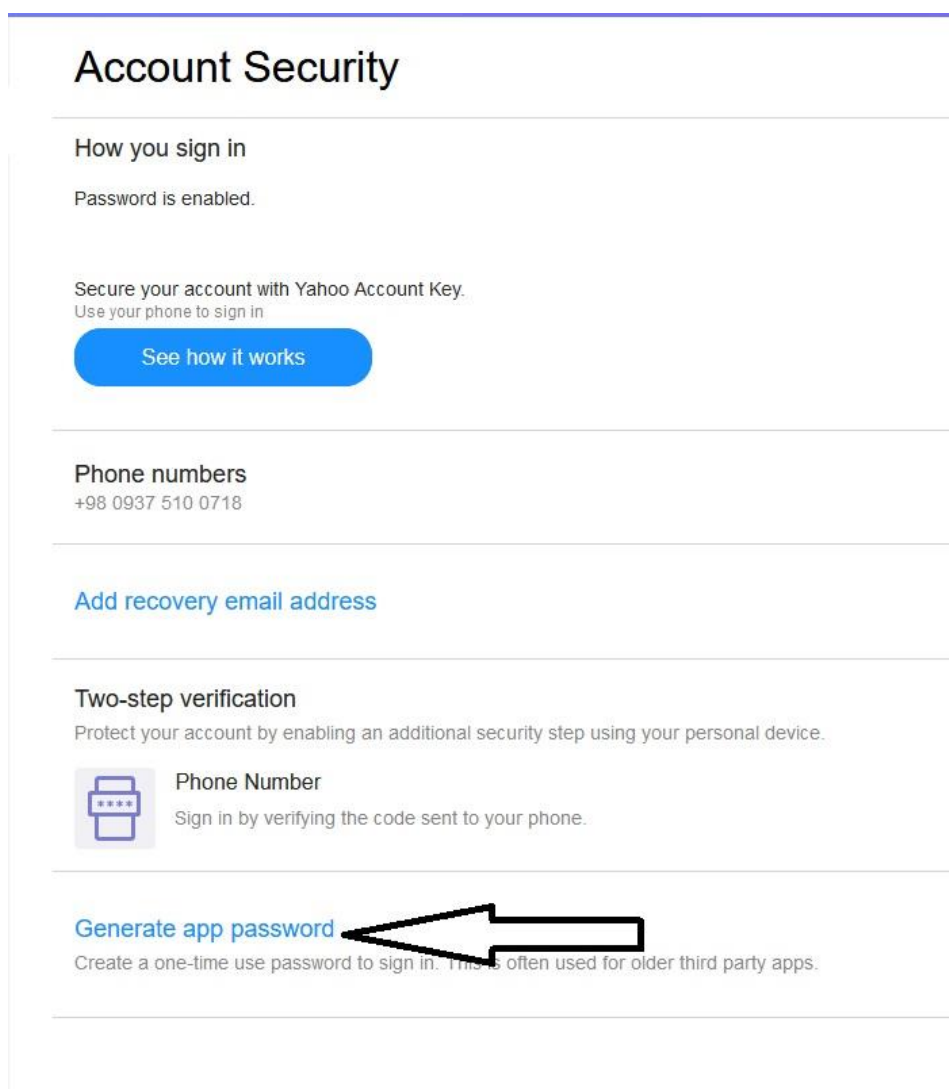 Account Security
How you sign in
Password is enabled.
Secure your account with Yahoo Account Key.
Use your phone to sign in
See how it works
Phone numbers
+98 0937 510 0718
Add recovery email address
Two-step verification
Protect your account by enabling an additional security step using your personal device.
****
Phone Number
Sign in by verifying the code sent to your phone.
Generate app password
Create a one-time use password to sign in. This is often used for older third party apps.